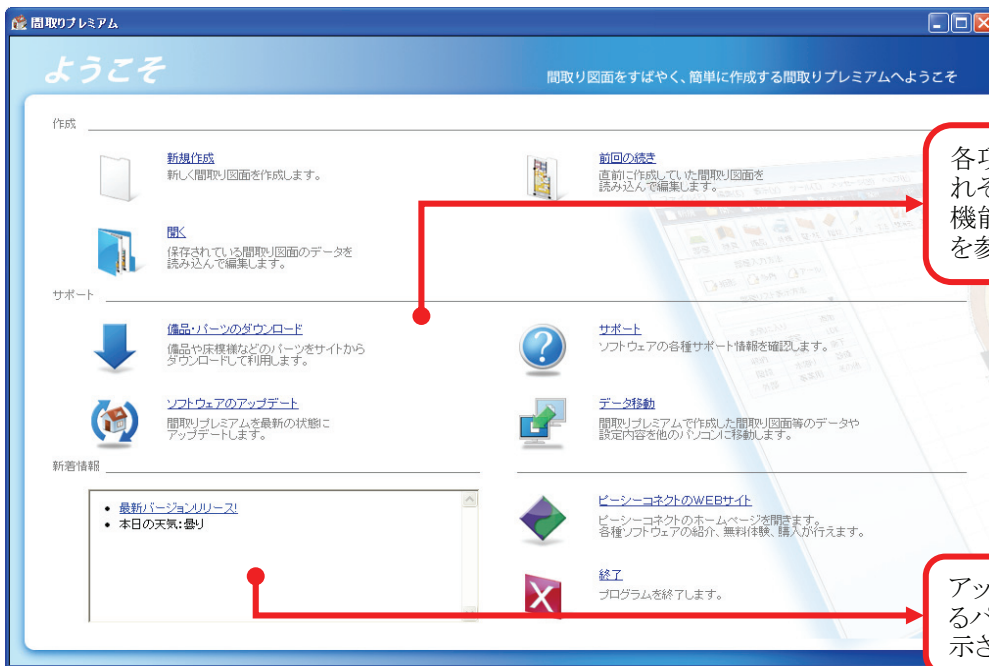 間取りプレミアム
ようこそ
間取り図面をすばやく、簡単に作成する間取りプレミアムへようこそ
作成
新規作成
新しく間取り図面を作成します。
前回の続き
直前に作成していた間取り図面を
読み込んで編集します。
開く
保存されている間取り図面のデータを
読み込んで編集します。
各項
れそ
機能
を参
サポート
備品・パーツのダウンロード
備品や床模様などのパーツをサイトから
ダウンロードして利用します。
サポート
ソフトウェアの各種サポート情報を確認します。
ソフトウェアのアップデート
間取りプレミアムを最新の状態に
アップデートします。
データ移動
間取りプレミアムで作成した間取り図面等のデータや
設定内容を他のパソコンに移動します。
新着情報
• 最新バージョンリリース!
• 本日の天気:曇り
ピーシーコネクトのWEBサイト
ピーシーコネクトのホームページを開きます。
各種ソフトウェアの紹介、無料体験、購入が行えます。
終了
プログラムを終了します。
アッ
るバ
示さ